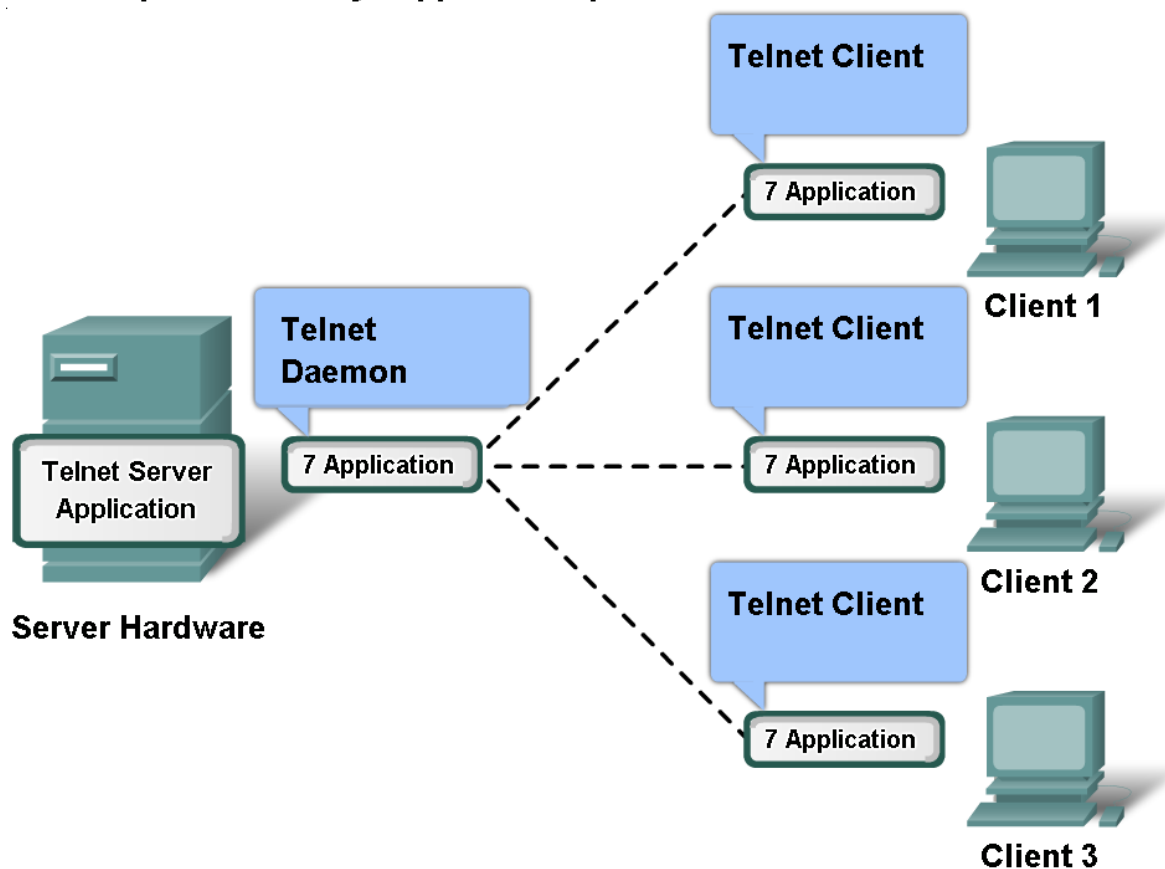 Telnet Client
7 Application
Client 1
Telnet
Daemon
7 Application
Telnet Server
Application
Server Hardware
Telnet Client
7 Application
Client 2
Telnet Client
7 Application
Client 3